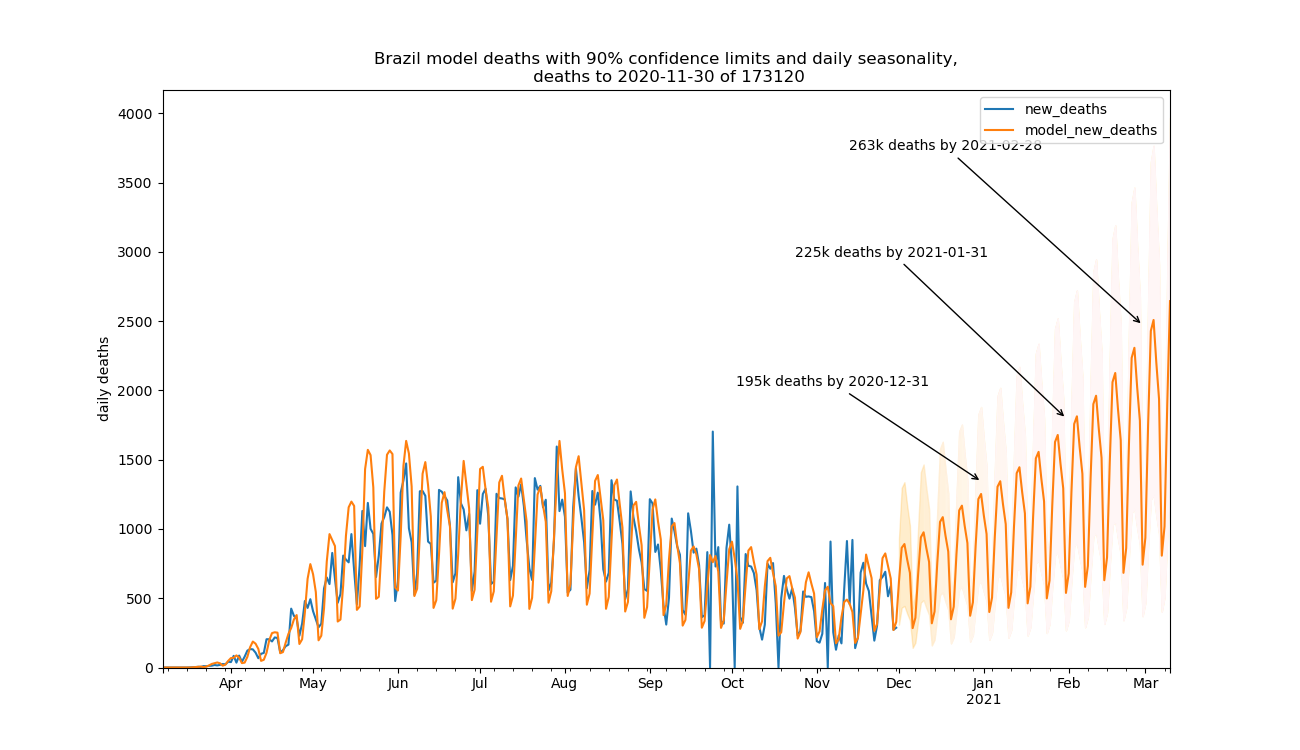 Brazil model deaths with 90% confidence limits and daily seasonality,
deaths to 2020-11-30 of 173120
new_deaths
model_new_deaths
263k deaths by 2021-02-28
225k deaths by 2021-01-31
195k deaths by 2020-12-31
daily deaths
4000
3500
3000
2500
2000
1500
1000
500
0
Apr May Jun Jul Aug Sep Oct Nov Dec Jan Feb Mar
2021